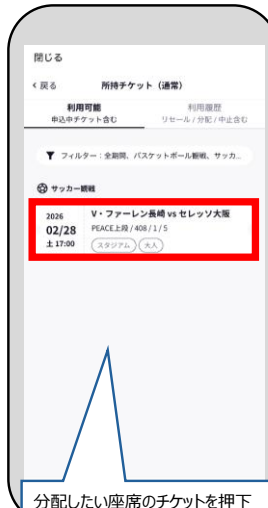 閉じる
< 戻る 所持チケット（通常）
利用可能 利用履歴
申込中チケット含む リセール / 分配 / 中止含む
フィルター：全期間、バスケットボール観戦、サッカ...
サッカー観戦
2026 V・ファーレン長崎 vs セレッソ大阪
02/28 PEACE上段 / 408 / 1 / 5
土 17:00 スタジアム 大人
分配したい座席のチケットを押下